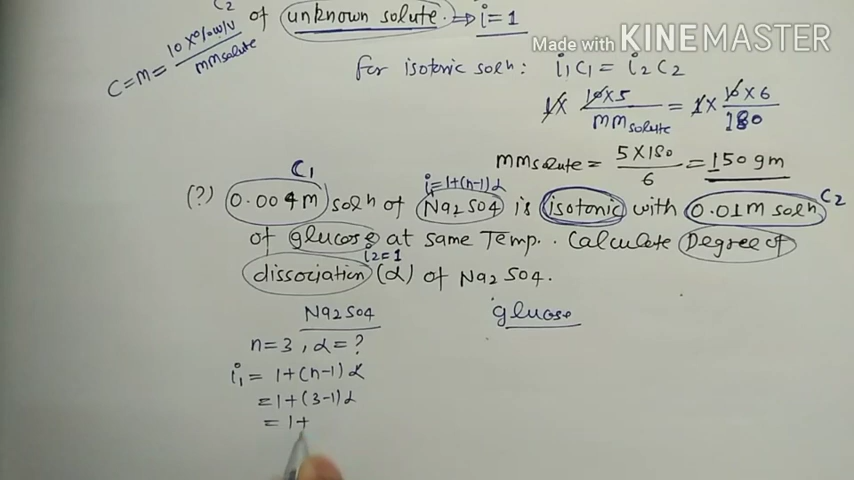 C2
of unknown solute. ⇒ i=1
C=M= 10x%w/v / MMsolute
Made with KINEMASTER
for isotonic solⁿ: i1C1 = i2C2
1x 10x5 / MMsolute = 1x 10x6 / 180
MMsolute = 5X180 / 6 = 150 gm
C1
i=1+(n-1)α
(?) 0.004M solⁿ of Na2SO4 is isotonic with 0.01M solⁿ C2
of glucose at same Temp.. Calculate Degree of
i2=1
dissociation (α) of Na2SO4.
Na2SO4 glucose
n=3, α=?
i1 = 1+(n-1)α
= 1+(3-1)α
= 1+